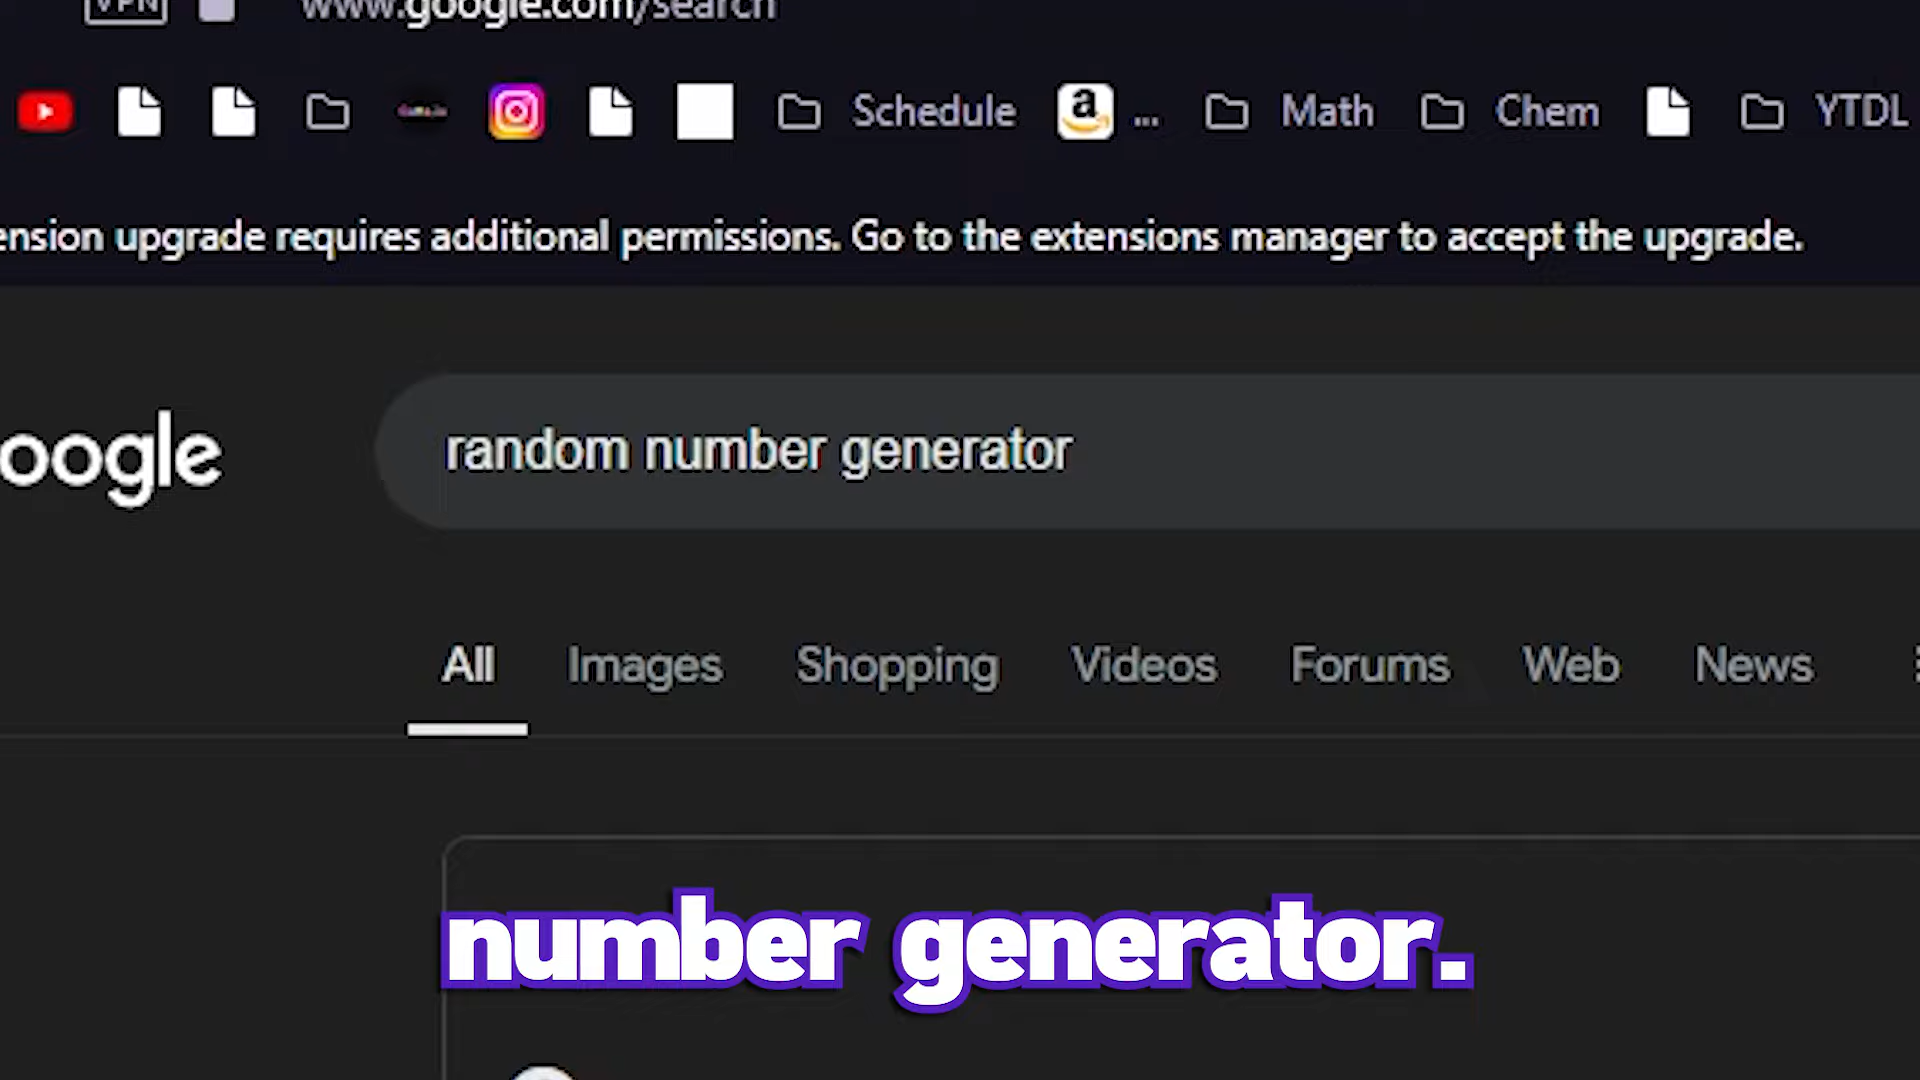 VPN www.google.com/search
Schedule a ... Math Chem YTDL
ension upgrade requires additional permissions. Go to the extensions manager to accept the upgrade.
oogle random number generator
All Images Shopping Videos Forums Web News
number generator.